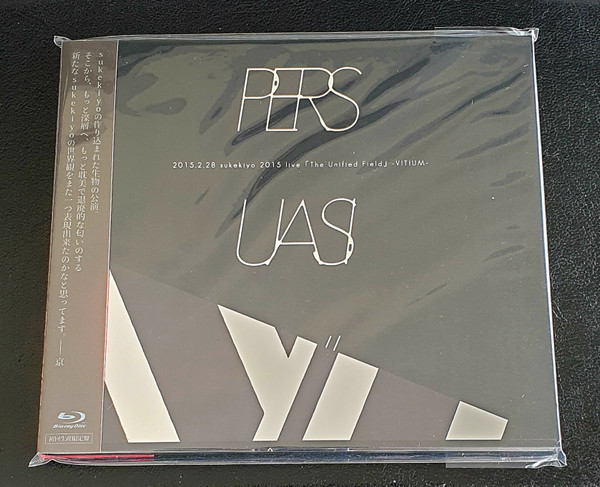 sukekiyoの作り込まれた生物の公演。
そこから、もっと深層へ、もっと耽美で退廃的な匂いのする
新たなsukekiyoの世界観をまた一つ表現出来たのかなと思ってます。── 京
Blu-ray Disc
初回生産限定盤
PERS
2015.2.28 sukekiyo 2015 live「The Unified Field」-VITIUM-
UASI